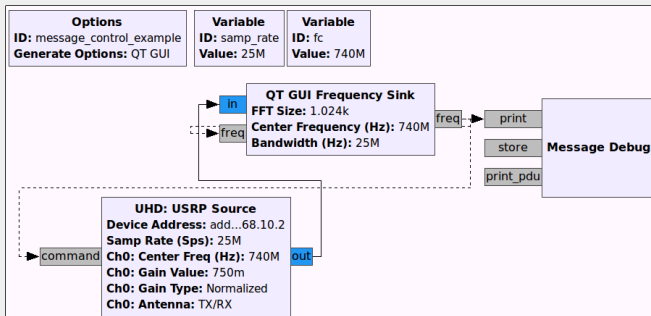 Options
ID: message_control_example
Generate Options: QT GUI
Variable
ID: samp_rate
Value: 25M
Variable
ID: fc
Value: 740M
QT GUI Frequency Sink
FFT Size: 1.024k
Center Frequency (Hz): 740M
Bandwidth (Hz): 25M
in
freq
freq
print
store
print_pdu
Message Debug
UHD: USRP Source
Device Address: add...68.10.2
Samp Rate (Sps): 25M
Ch0: Center Freq (Hz): 740M
Ch0: Gain Value: 750m
Ch0: Gain Type: Normalized
Ch0: Antenna: TX/RX
command
out